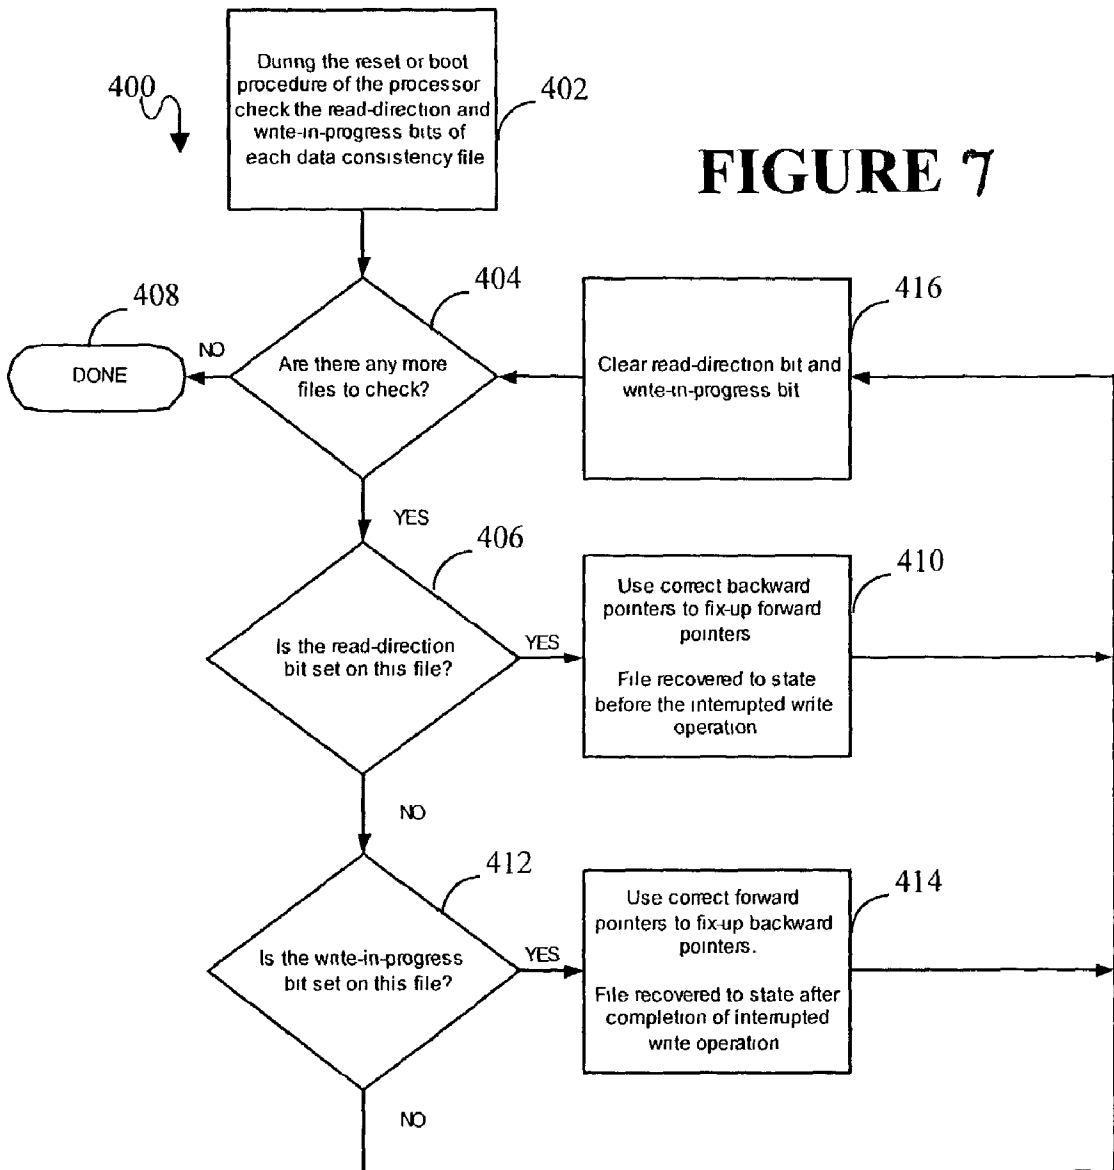 400
During the reset or boot
procedure of the processor
check the read-direction and
write-in-progress bits of
each data consistency file
402
FIGURE 7
404
408
DONE
NO
Are there any more
files to check?
Clear read-direction bit and
write-in-progress bit
416
YES
406
Is the read-direction
bit set on this file?
YES
Use correct backward
pointers to fix-up forward
pointers
File recovered to state
before the interrupted write
operation
410
NO
412
Is the write-in-progress
bit set on this file?
YES
Use correct forward
pointers to fix-up backward
pointers.
File recovered to state after
completion of interrupted
write operation
414
NO